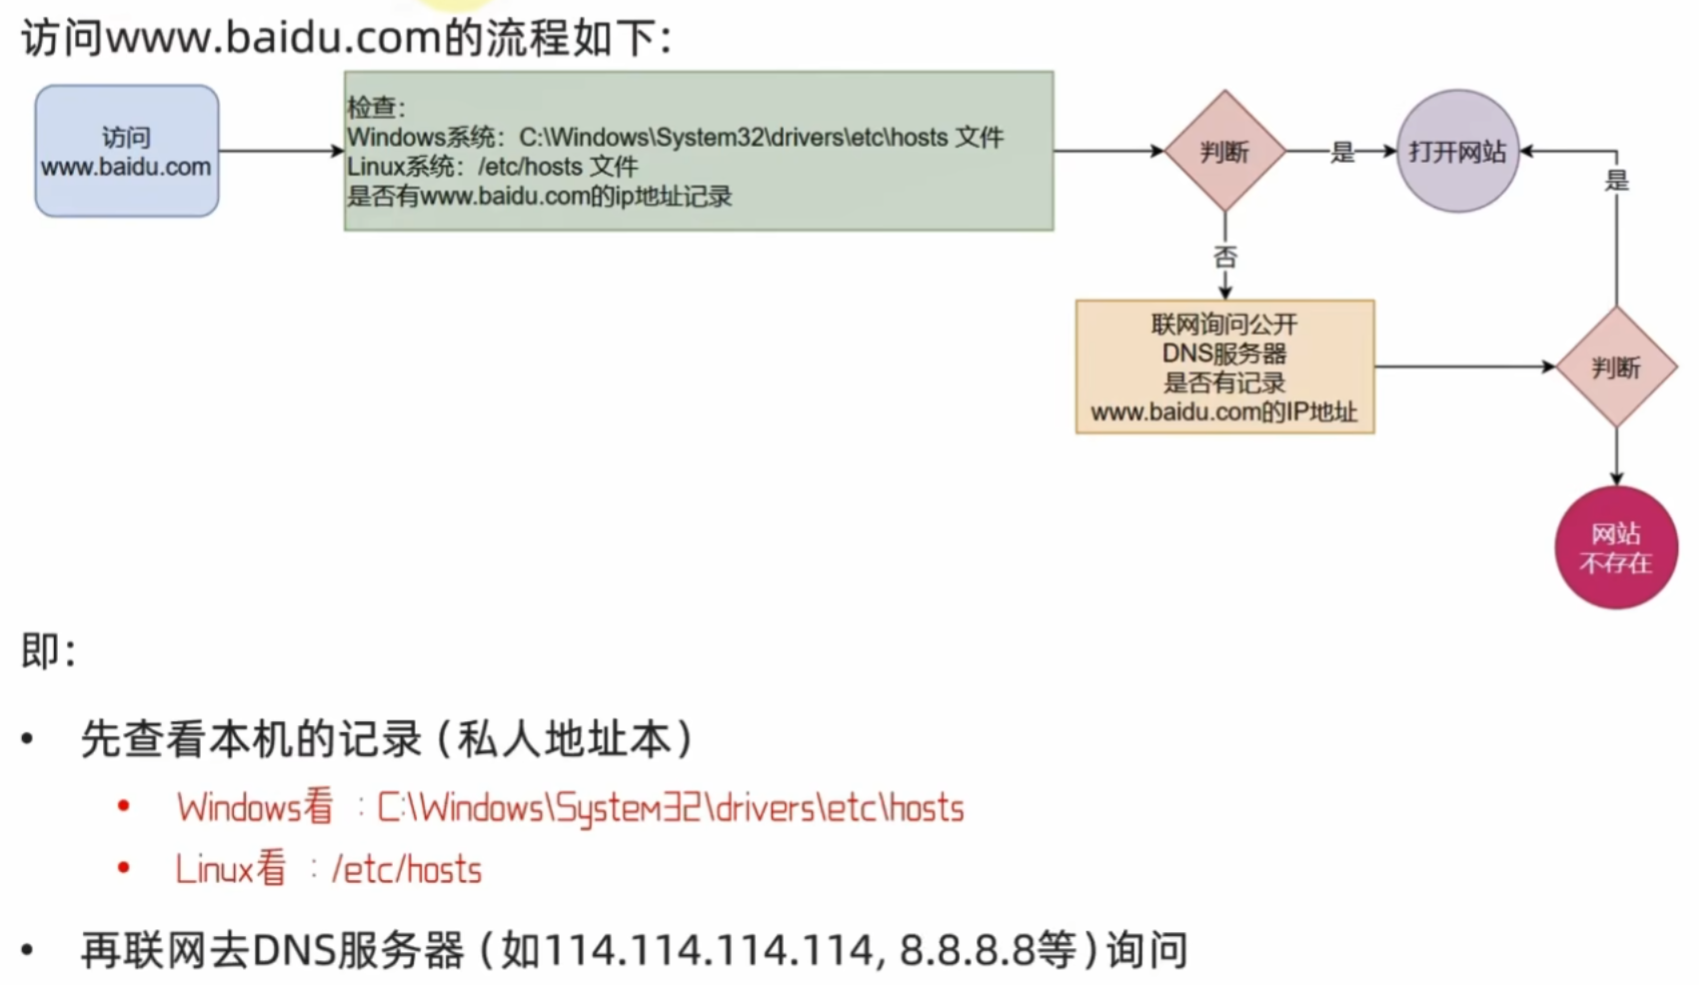 访问www.baidu.com的流程如下：
访问
www.baidu.com
检查：
Windows系统：C:\Windows\System32\drivers\etc\hosts 文件
Linux系统：/etc/hosts 文件
是否有www.baidu.com的ip地址记录
判断
是
打开网站
是
否
联网询问公开
DNS服务器
是否有记录
www.baidu.com的IP地址
判断
网站
不存在
即：
• 先查看本机的记录（私人地址本）
• Windows看：C:\Windows\System32\drivers\etc\hosts
• Linux看：/etc/hosts
• 再联网去DNS服务器（如114.114.114.114, 8.8.8.8等）询问